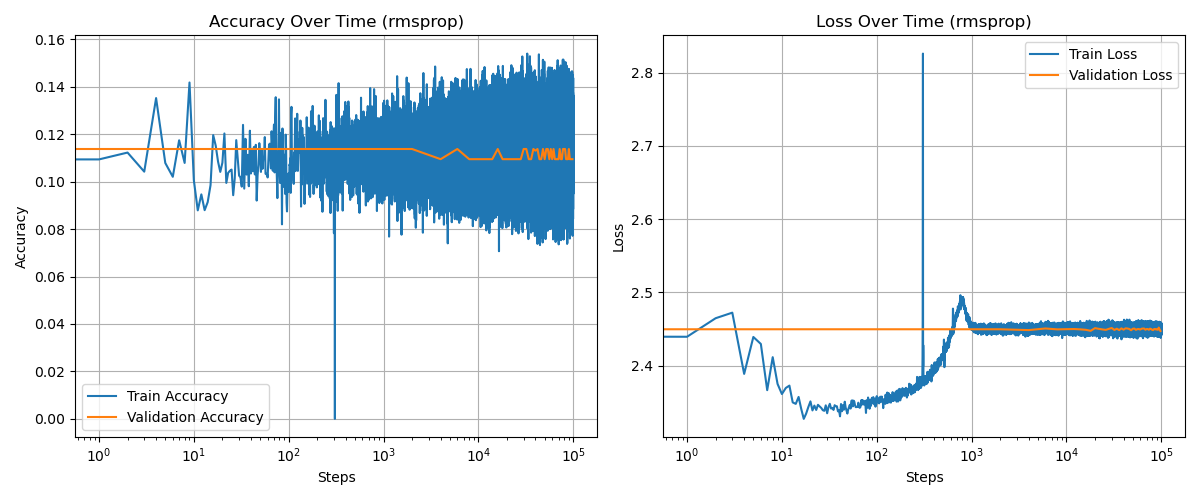 Accuracy Over Time (rmsprop)
0.16
0.14
0.12
0.10
0.08
0.06
0.04
0.02
0.00
Accuracy
Train Accuracy
Validation Accuracy
10⁰
10¹
10²
10³
10⁴
10⁵
Steps
Loss Over Time (rmsprop)
2.8
2.7
2.6
2.5
2.4
Loss
Train Loss
Validation Loss
10⁰
10¹
10²
10³
10⁴
10⁵
Steps